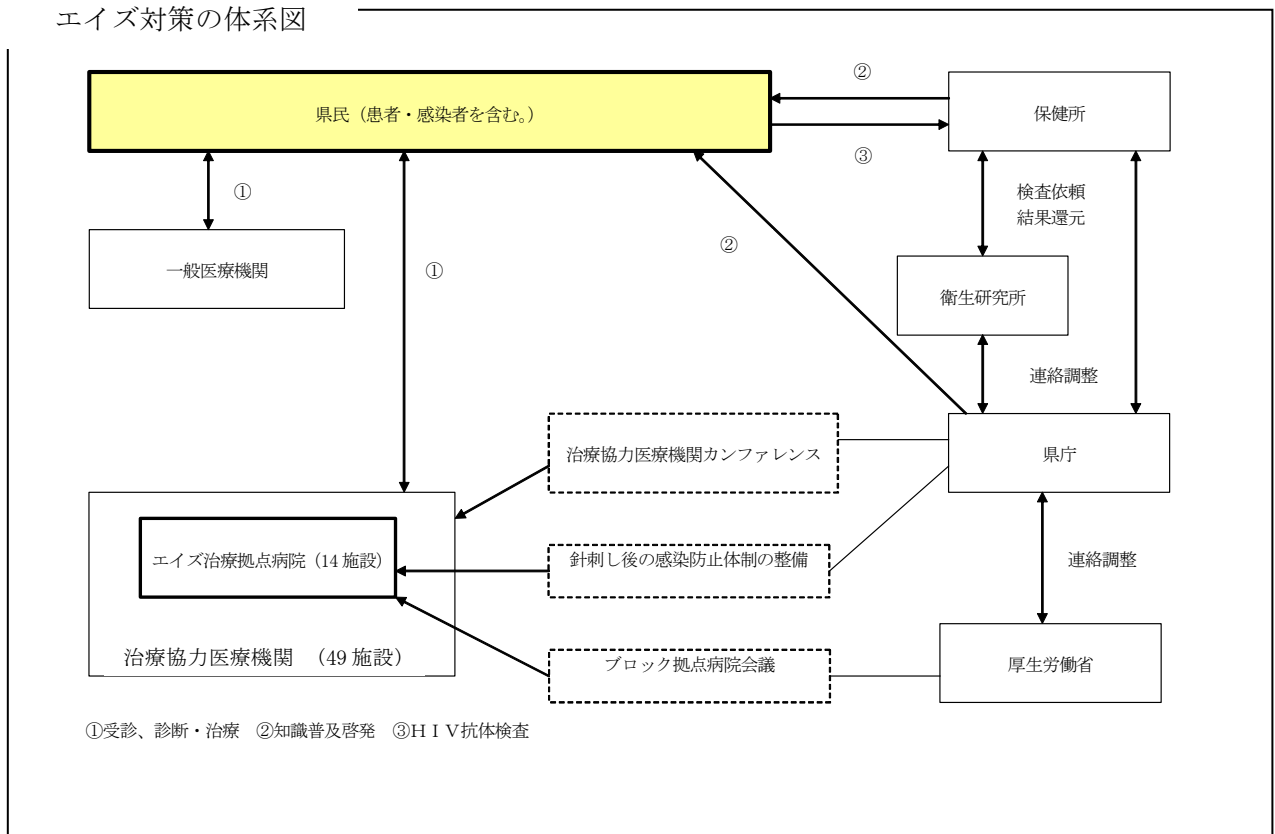 エイズ対策の体系図
②
県民（患者・感染者を含む。）
保健所
③
①
検査依頼
結果還元
②
一般医療機関
①
衛生研究所
連絡調整
治療協力医療機関カンファレンス
県庁
エイズ治療拠点病院（14 施設）
針刺し後の感染防止体制の整備
連絡調整
治療協力医療機関　（49 施設）
ブロック拠点病院会議
厚生労働省
①受診、診断・治療　②知識普及啓発　③ＨＩＶ抗体検査